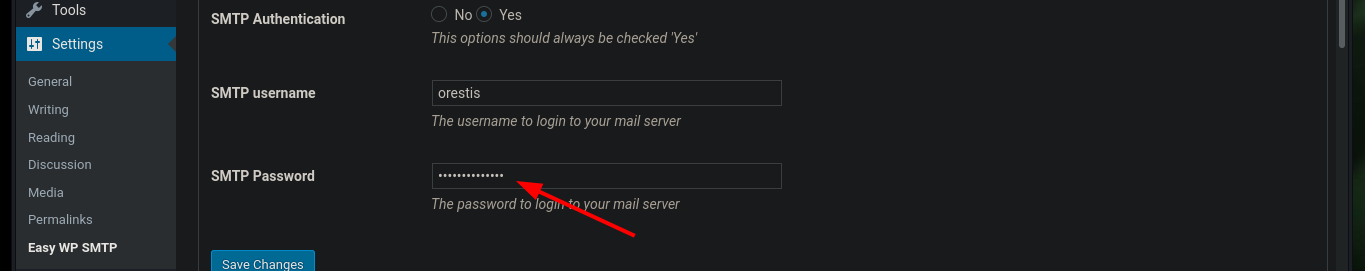 Tools
Settings
General
Writing
Reading
Discussion
Media
Permalinks
Easy WP SMTP
SMTP Authentication
No Yes
This options should always be checked 'Yes'
SMTP username
orestis
The username to login to your mail server
SMTP Password
••••••••••••••
The password to login to your mail server
Save Changes